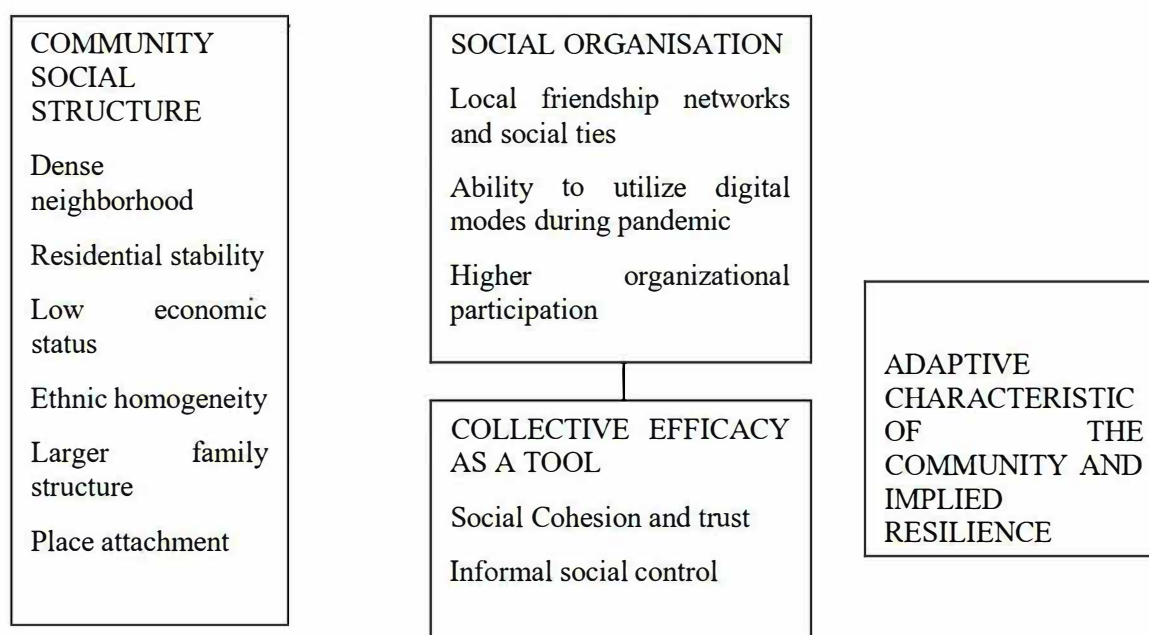 COMMUNITY
SOCIAL
STRUCTURE
Dense
neighborhood
Residential stability
Low economic
status
Ethnic homogeneity
Larger family
structure
Place attachment
SOCIAL ORGANISATION
Local friendship networks
and social ties
Ability to utilize digital
modes during pandemic
Higher organizational
participation
COLLECTIVE EFFICACY
AS A TOOL
Social Cohesion and trust
Informal social control
ADAPTIVE
CHARACTERISTIC
OF THE
COMMUNITY AND
IMPLIED
RESILIENCE